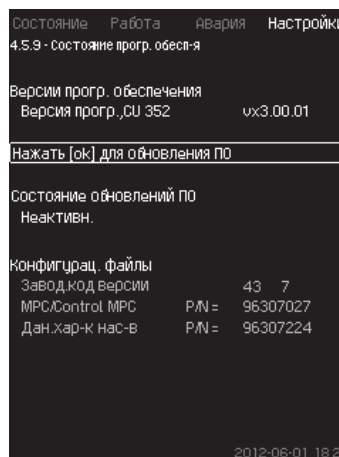 Состояние Работа Авария Настройки
4.5.9 - Состояние прогр. обесп-я
Версии прогр. обеспечения
Версия прогр.,CU 352 vx3.00.01
Нажать [ok] для обновления ПО
Состояние обновлений ПО
Неактивн.
Конфигурац. файлы
Завод.код версии 43 7
MPC/Control MPC P/N = 96307027
Дан.хар-к нас-в P/N = 96307224
2012-06-01 18:2